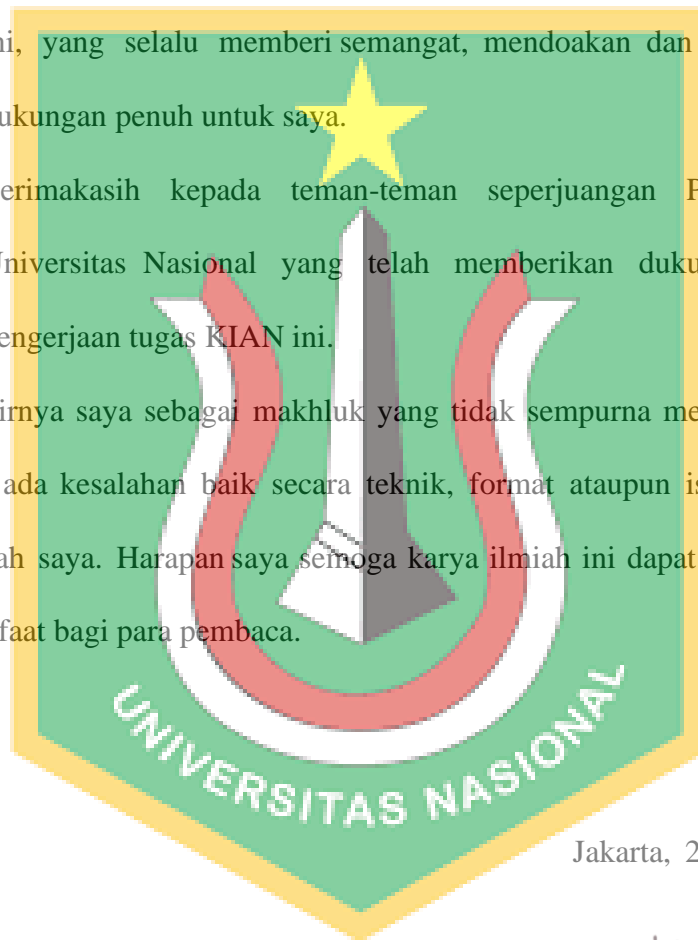 ni, yang selalu memberi semangat, mendoakan dan
ukungan penuh untuk saya.
erimakasih kepada teman-teman seperjuangan P
Universitas Nasional yang telah memberikan duku
engerjaan tugas KIAN ini.
irnya saya sebagai makhluk yang tidak sempurna me
ada kesalahan baik secara teknik, format ataupun is
ah saya. Harapan saya semoga karya ilmiah ini dapat
faat bagi para pembaca.
UNIVERSITAS NASIONAL
Jakarta, 2